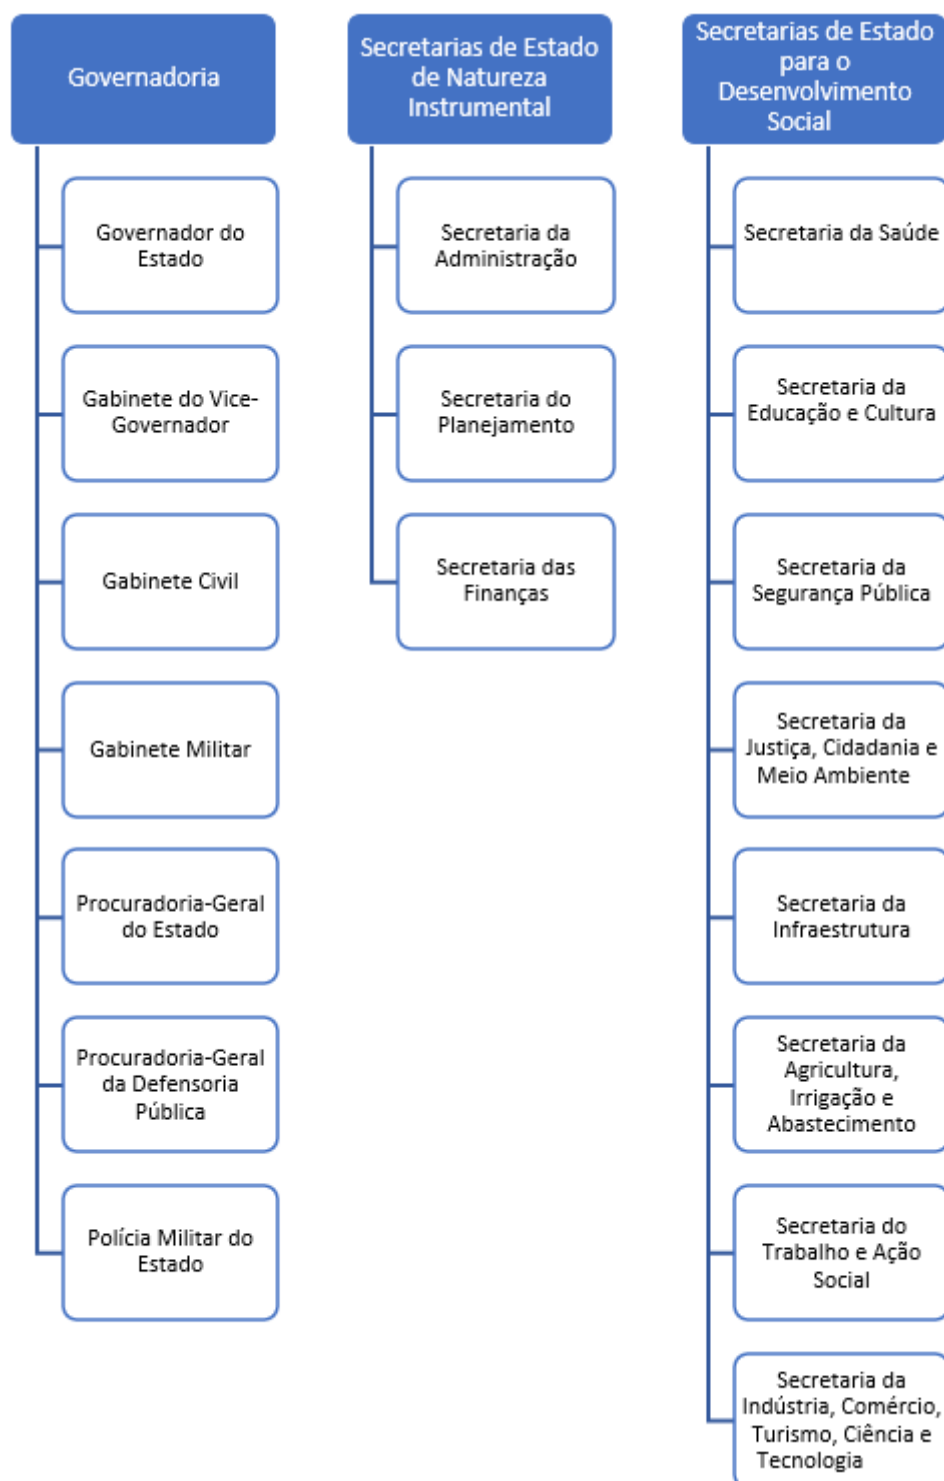 Governadoria
Governador do
Estado
Gabinete do Vice-
Governador
Gabinete Civil
Gabinete Militar
Procuradoria-Geral
do Estado
Procuradoria-Geral
da Defensoria
Pública
Polícia Militar do
Estado
Secretarias de Estado
de Natureza
Instrumental
Secretaria da
Administração
Secretaria do
Planejamento
Secretaria das
Finanças
Secretarias de Estado
para o
Desenvolvimento
Social
Secretaria da Saúde
Secretaria da
Educação e Cultura
Secretaria da
Segurança Pública
Secretaria da
Justiça, Cidadania e
Meio Ambiente
Secretaria da
Infraestrutura
Secretaria da
Agricultura,
Irrigação e
Abastecimento
Secretaria do
Trabalho e Ação
Social
Secretaria da
Indústria, Comércio,
Turismo, Ciência e
Tecnologia